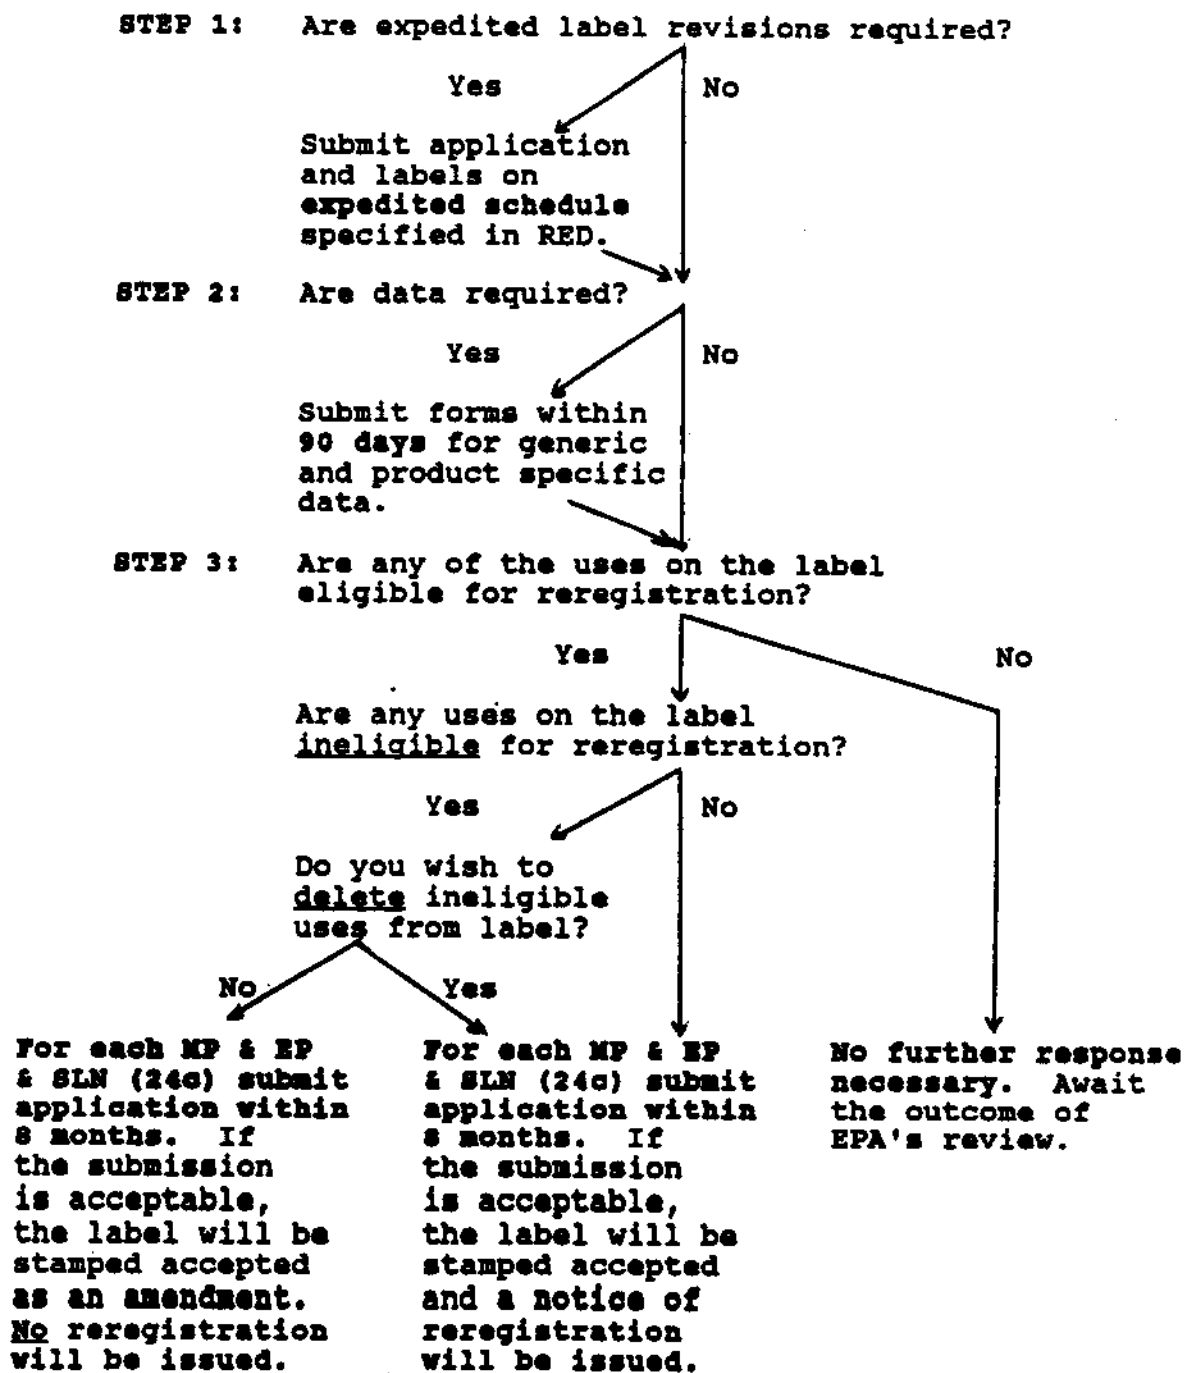 STEP 1: Are expedited label revisions required?
Yes No
Submit application
and labels on
expedited schedule
specified in RED.
STEP 2: Are data required?
Yes No
Submit forms within
90 days for generic
and product specific
data.
STEP 3: Are any of the uses on the label
eligible for reregistration?
Yes No
Are any uses on the label
ineligible for reregistration?
Yes No
Do you wish to
delete ineligible
uses from label?
No Yes
For each MP & EP
& SLN (24c) submit
application within
8 months. If
the submission
is acceptable,
the label will be
stamped accepted
as an amendment.
No reregistration
will be issued.
For each MP & EP
& SLN (24c) submit
application within
8 months. If
the submission
is acceptable,
the label will be
stamped accepted
and a notice of
reregistration
will be issued.
No further response
necessary. Await
the outcome of
EPA's review.